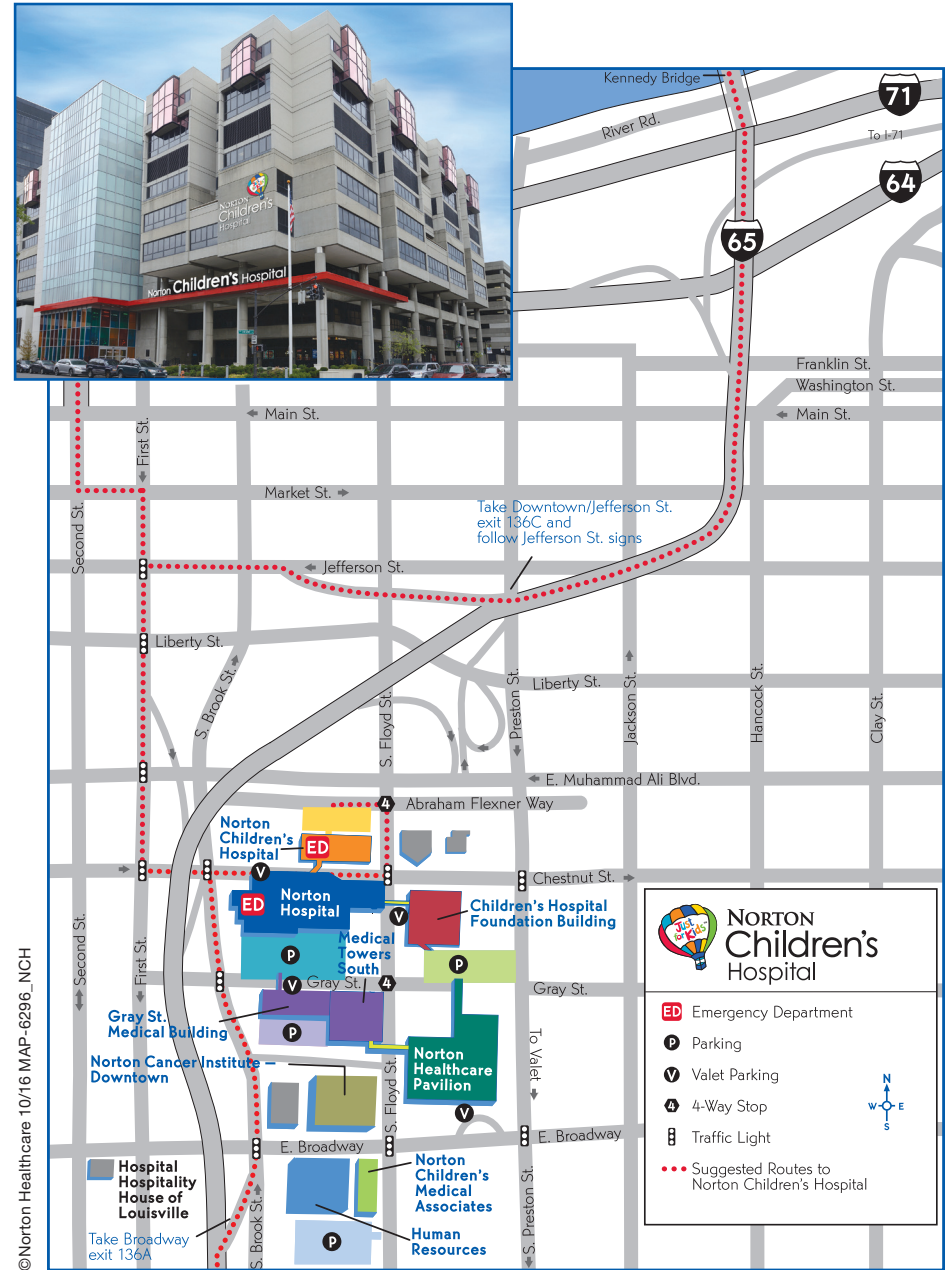 NORTON
Children's
Hospital
Norton Children's Hospital
Kennedy Bridge
River Rd.
71
To I-71
64
65
Franklin St.
Washington St.
Main St.
Main St.
First St.
Market St.
Second St.
Take Downtown/Jefferson St.
exit 136C and
follow Jefferson St. signs
Jefferson St.
Liberty St.
Liberty St.
S. Brook St.
S. Floyd St.
Preston St.
Jackson St.
Hancock St.
Clay St.
E. Muhammad Ali Blvd.
4
Abraham Flexner Way
Norton
Children's
Hospital
ED
V
Chestnut St.
ED
Norton
Hospital
V
Children's Hospital
Foundation Building
Medical
Towers
South
P
P
Second St.
First St.
V
Gray St.
4
Gray St.
Gray St.
Medical Building
P
To Valet
Norton Cancer Institute —
Downtown
Norton
Healthcare
Pavilion
S. Floyd St.
V
E. Broadway
E. Broadway
Hospital
Hospitality
House of
Louisville
Take Broadway
exit 136A
S. Brook St.
Norton
Children's
Medical
Associates
Human
Resources
P
S. Preston St.
Just
for Kids
NORTON
Children's
Hospital
ED Emergency Department
P Parking
V Valet Parking
4 4-Way Stop
Traffic Light
Suggested Routes to
Norton Children's Hospital
N
W E
S
©Norton Healthcare 10/16 MAP-6296_NCH